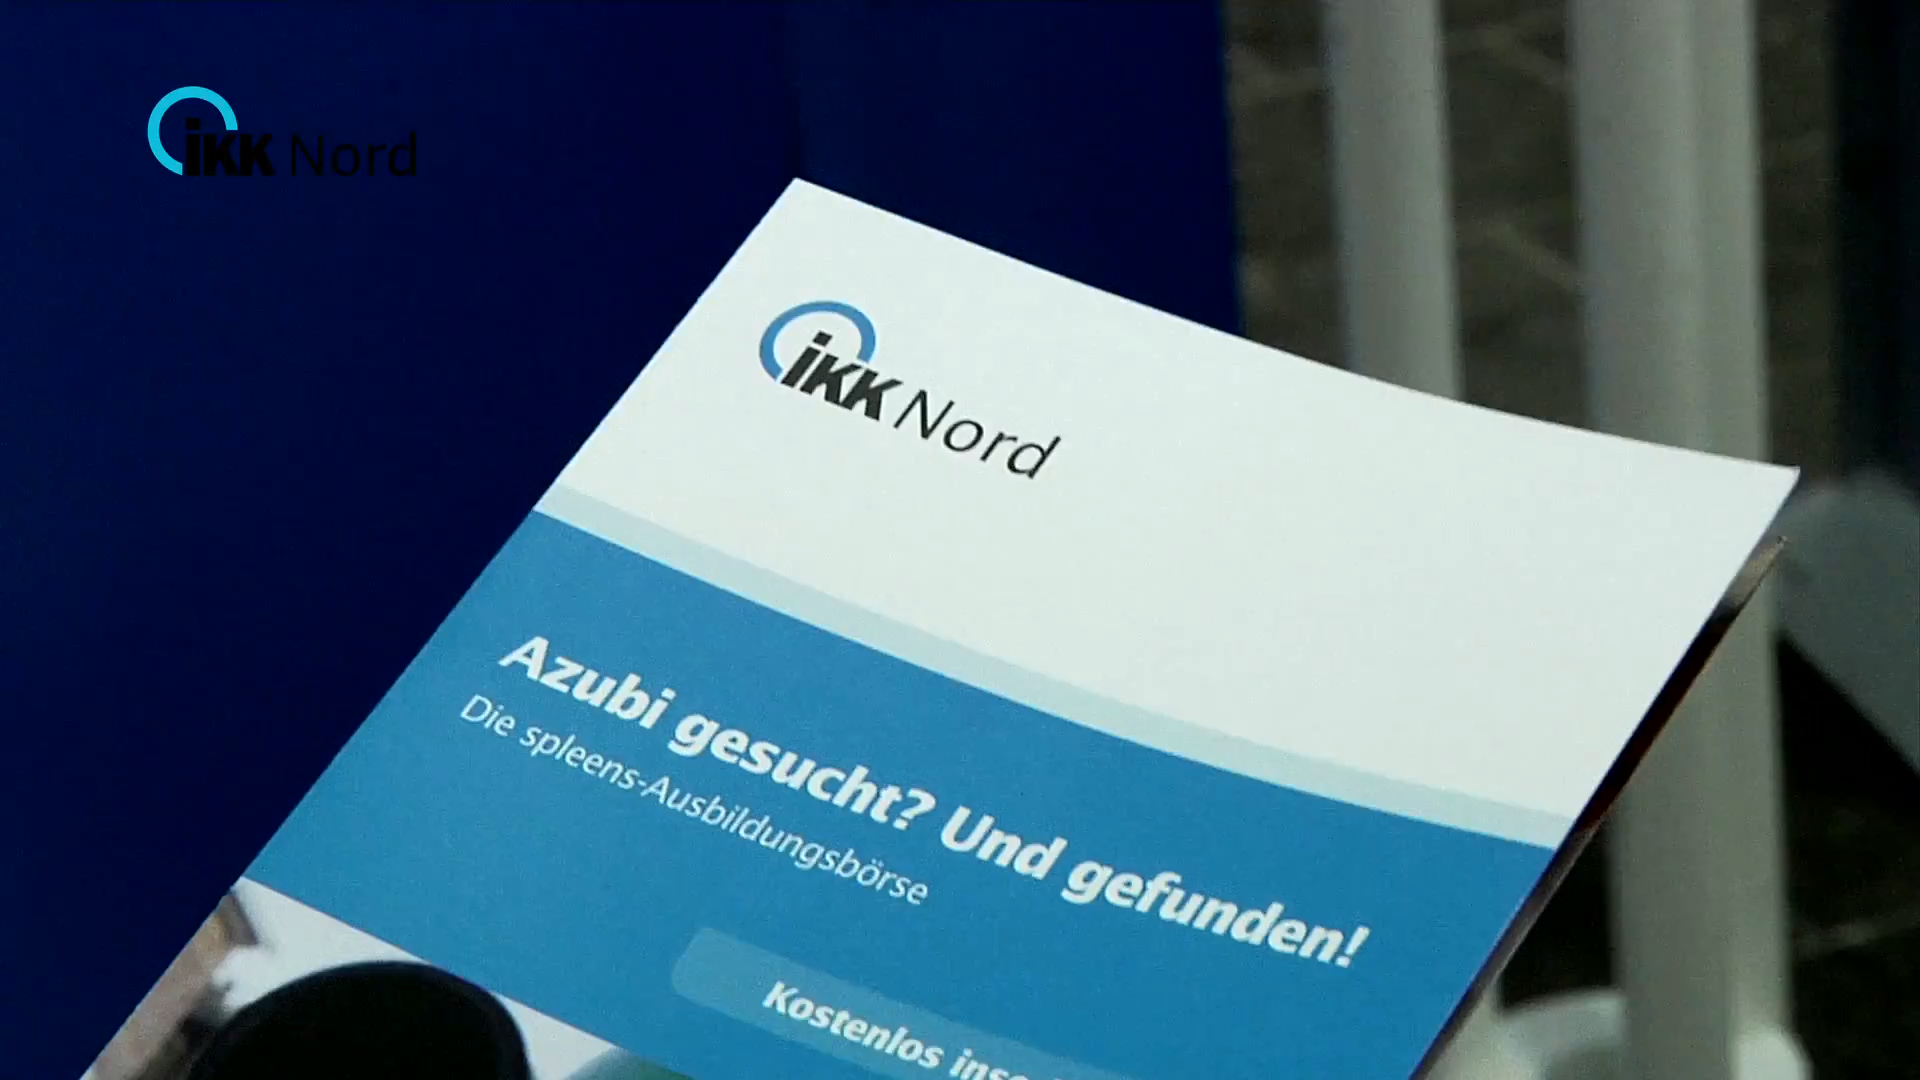 iKK Nord
iKK Nord
Azubi gesucht? Und gefunden!
Die spleens-Ausbildungsbörse
Kostenlos